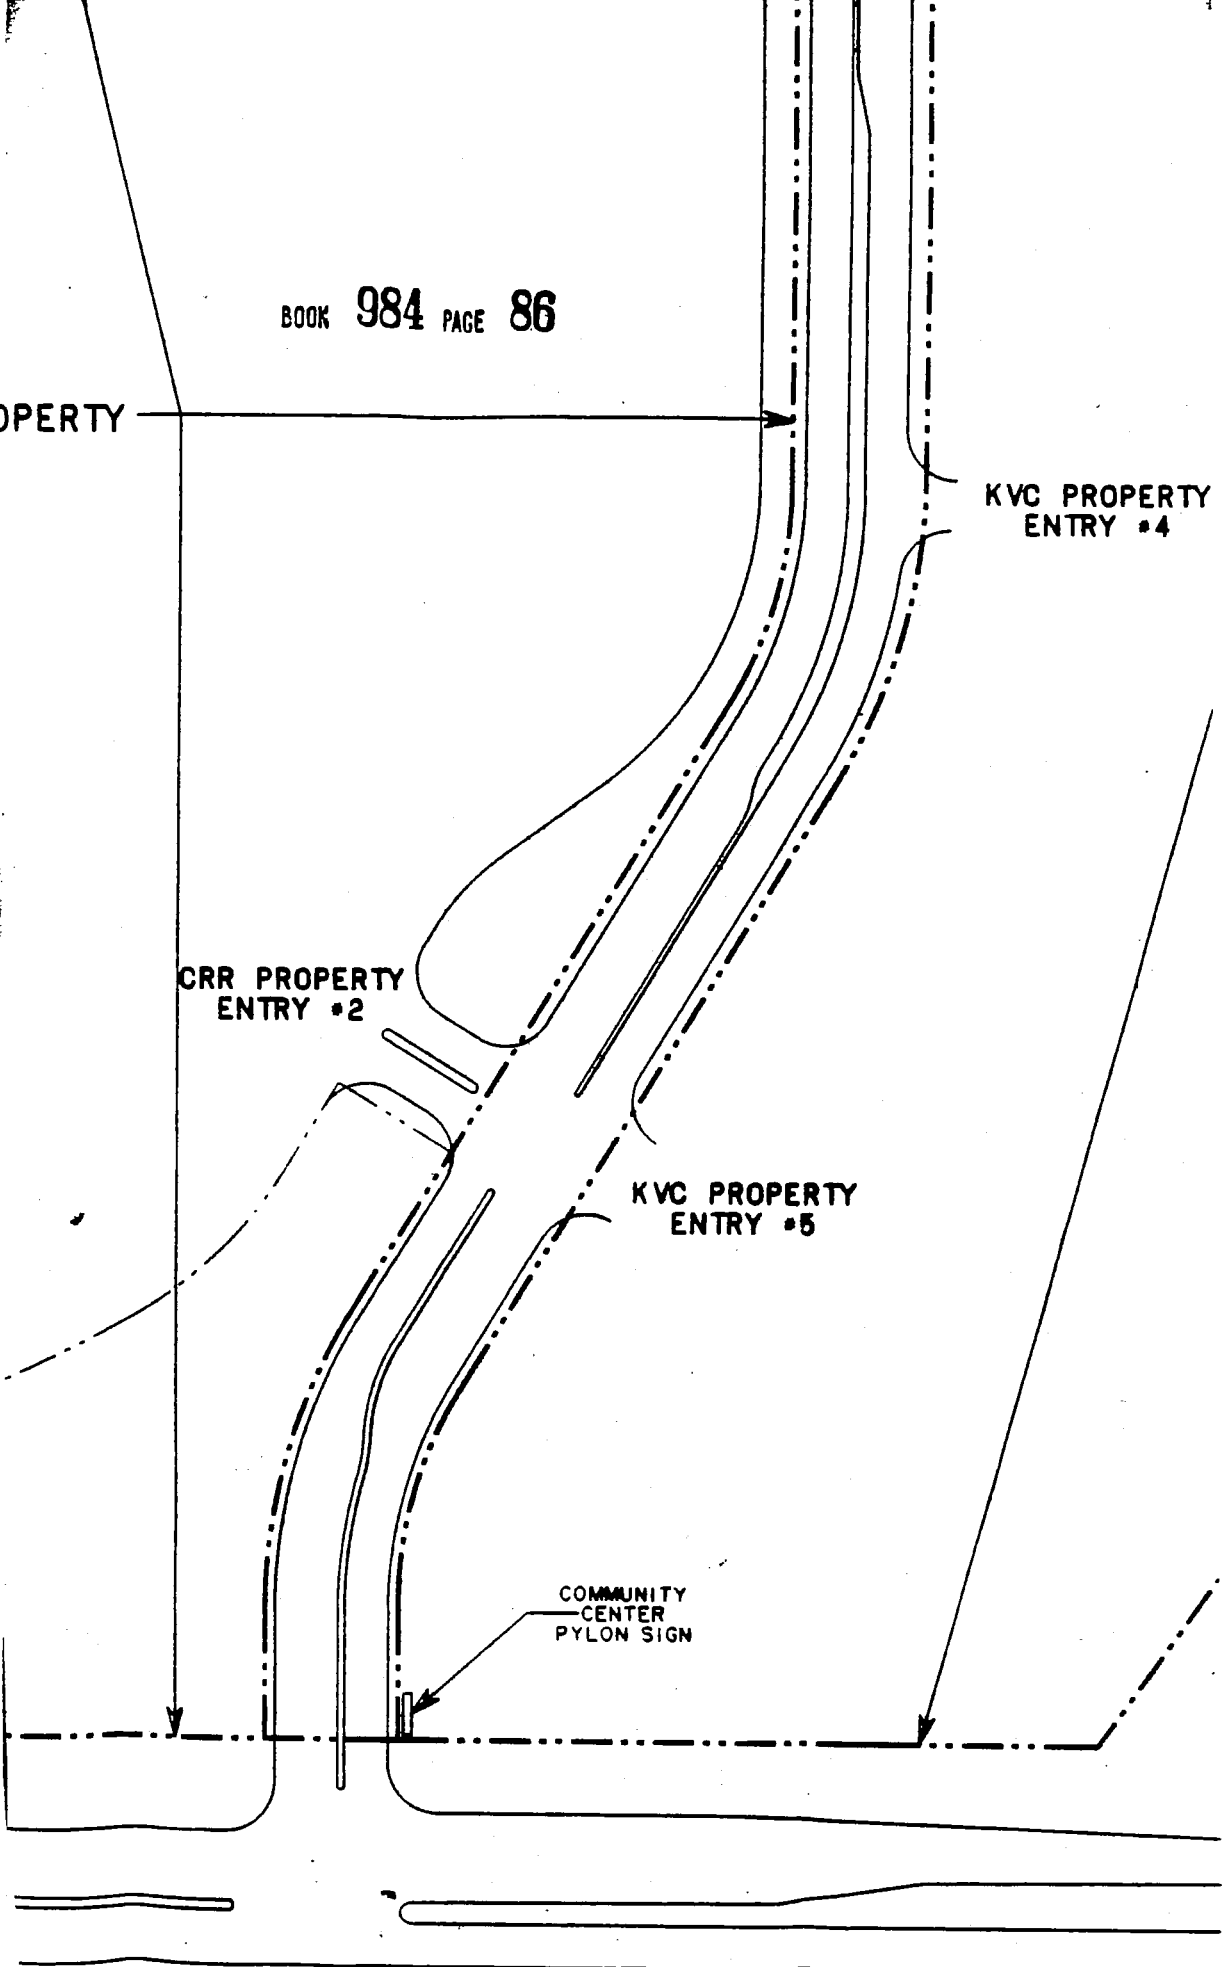 BOOK 984 PAGE 86
OPERTY
KVC PROPERTY
ENTRY #4
CRR PROPERTY
ENTRY #2
KVC PROPERTY
ENTRY #5
COMMUNITY
CENTER
PYLON SIGN